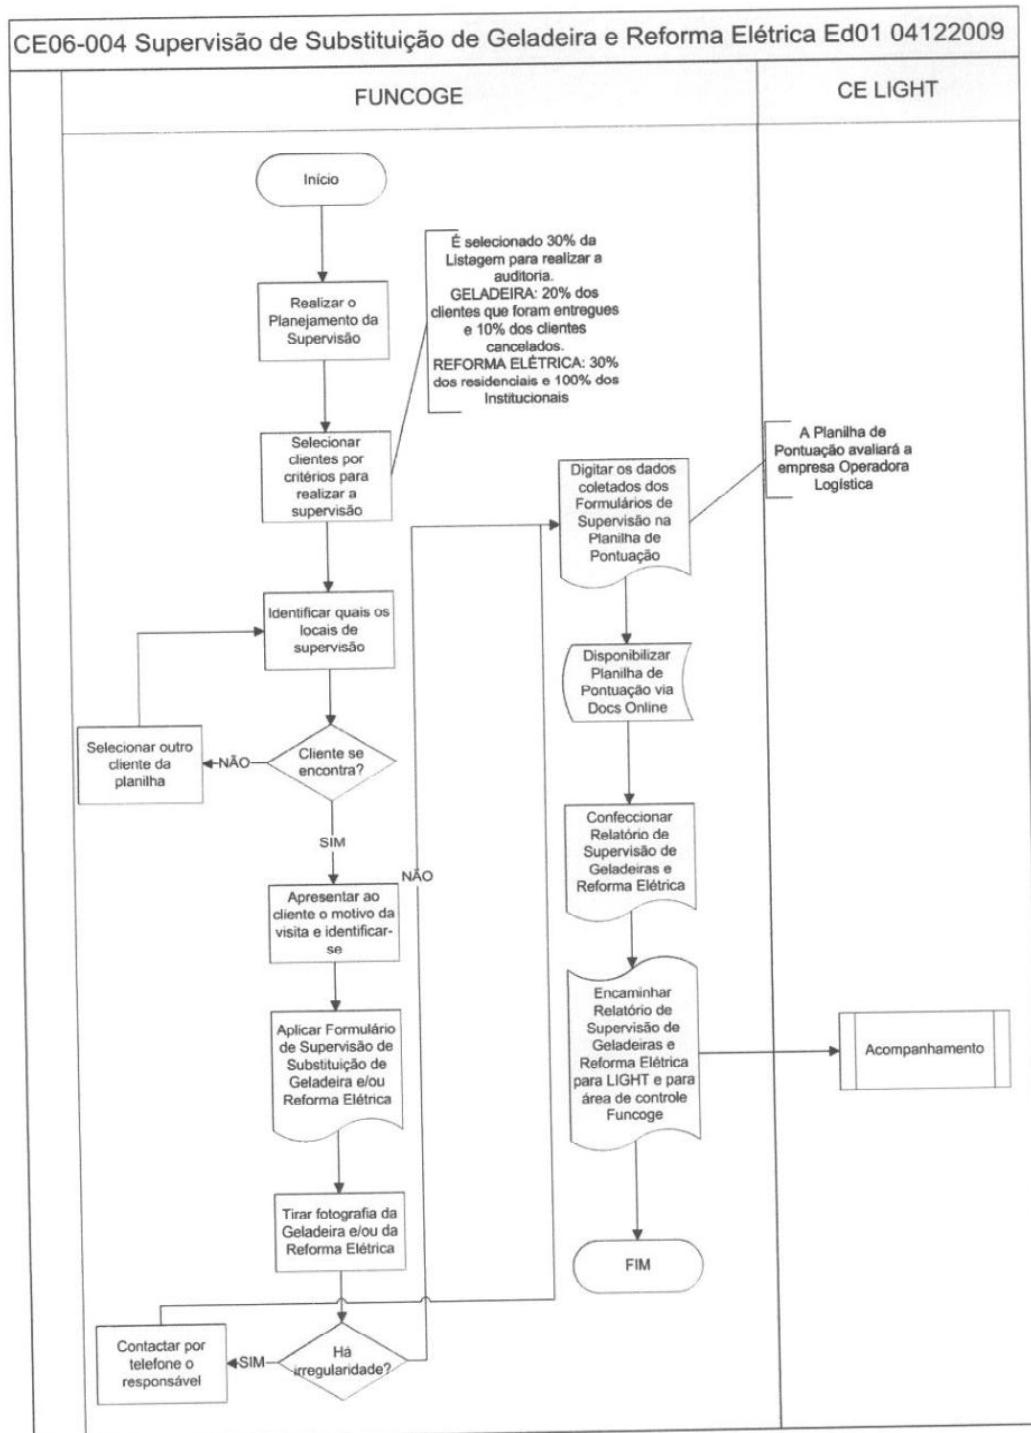 CE06-004 Supervisão de Substituição de Geladeira e Reforma Elétrica Ed01 04122009
FUNCOGE
CE LIGHT
Início
Realizar o
Planejamento da
Supervisão
É selecionado 30% da
Listagem para realizar a
auditoria.
GELADEIRA: 20% dos
clientes que foram entregues
e 10% dos clientes
cancelados.
REFORMA ELÉTRICA: 30%
dos residenciais e 100% dos
Institucionais
Selecionar
clientes por
critérios para
realizar a
supervisão
Identificar quais os
locais de
supervisão
Cliente se
encontra?
NÃO
Selecionar outro
cliente da
planilha
SIM
Apresentar ao
cliente o motivo da
visita e identificar-
se
Aplicar Formulário
de Supervisão de
Substituição de
Geladeira e/ou
Reforma Elétrica
Tirar fotografia da
Geladeira e/ou da
Reforma Elétrica
Há
irregularidade?
SIM
Contactar por
telefone o
responsável
NÃO
Digitar os dados
coletados dos
Formulários de
Supervisão na
Planilha de
Pontuação
A Planilha de
Pontuação avaliará a
empresa Operadora
Logística
Disponibilizar
Planilha de
Pontuação via
Docs Online
Confeccionar
Relatório de
Supervisão de
Geladeiras e
Reforma Elétrica
Encaminhar
Relatório de
Supervisão de
Geladeiras e
Reforma Elétrica
para LIGHT e para
área de controle
Funcoge
Acompanhamento
FIM